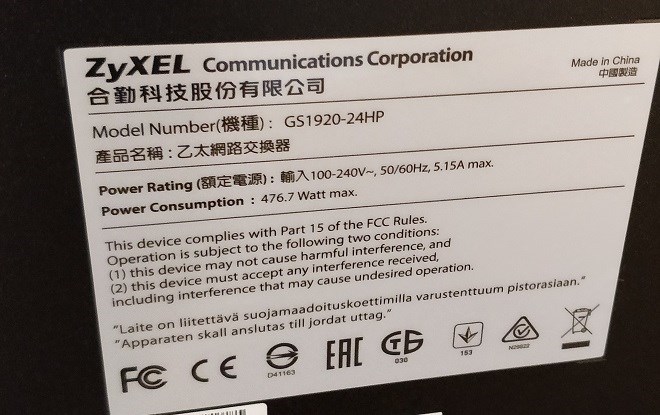 ZyXEL Communications Corporation
Made in China
中國製造
合勤科技股份有限公司
Model Number(機種) : GS1920-24HP
產品名稱 : 乙太網路交換器
Power Rating (額定電源) : 輸入100-240V~, 50/60Hz, 5.15A max.
Power Consumption : 476.7 Watt max.
This device complies with Part 15 of the FCC Rules.
Operation is subject to the following two conditions:
(1) this device may not cause harmful interference, and
(2) this device must accept any interference received,
including interference that may cause undesired operation.
"Laite on liitettävä suojamaadoituskoettimilla varustenttuum pistorasiaan."
"Apparaten skall anslutas till jordat uttag."
FC CE EAC
D41163
030
153
N29822